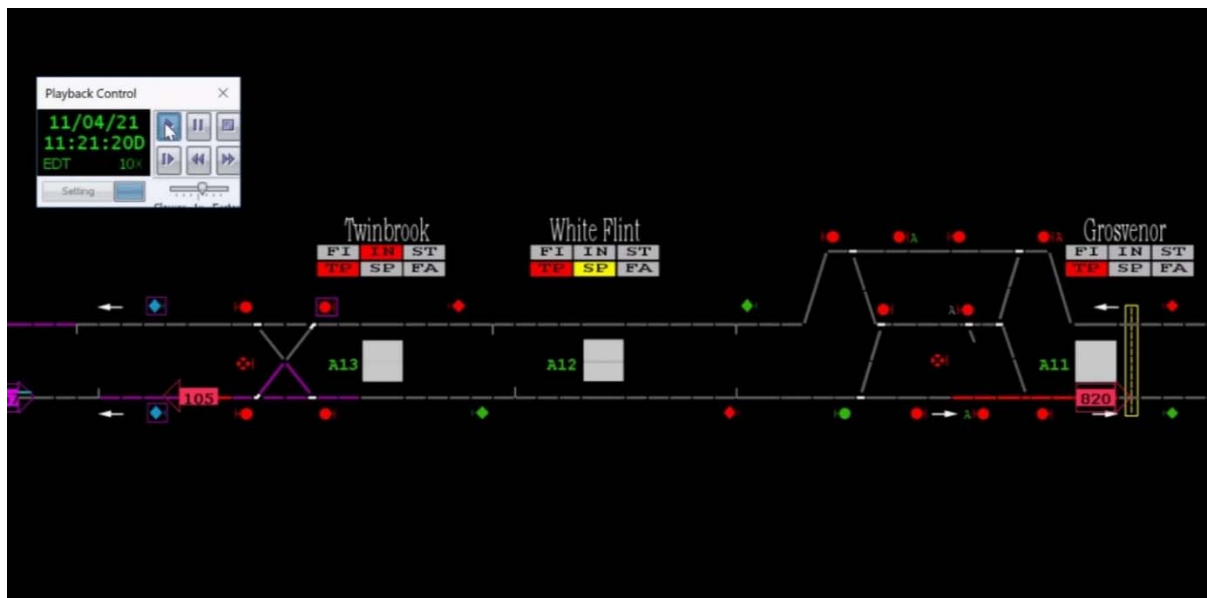 Playback Control
11/04/21
11:21:20D
EDT 10x
Setting
Twinbrook
FI IN ST
TP SP FA
White Flint
FI IN ST
TP SP FA
Grosvenor
FI IN ST
TP SP FA
A
A
A
A13
A12
A11
105
820
A